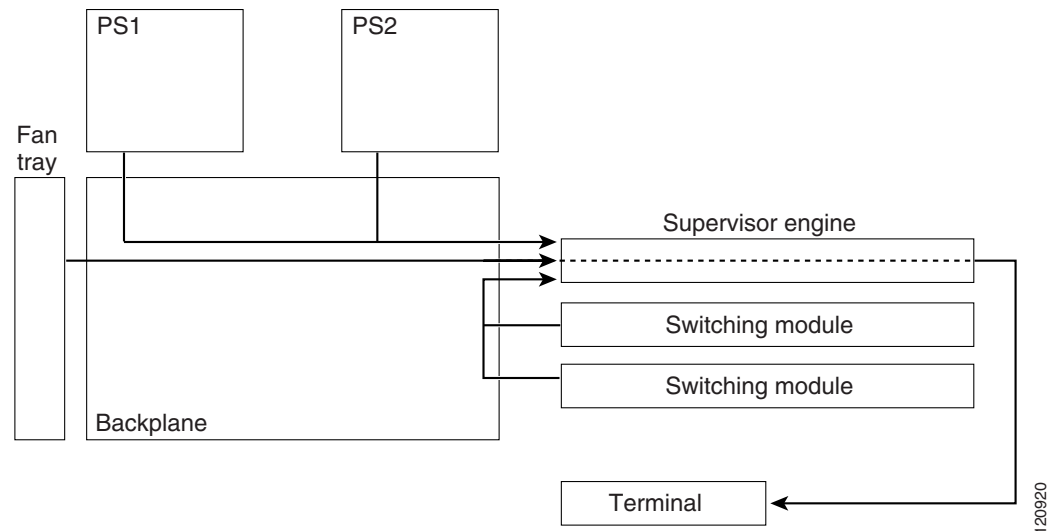 PS1
PS2
Fan
tray
Supervisor engine
Switching module
Switching module
Backplane
Terminal
120920